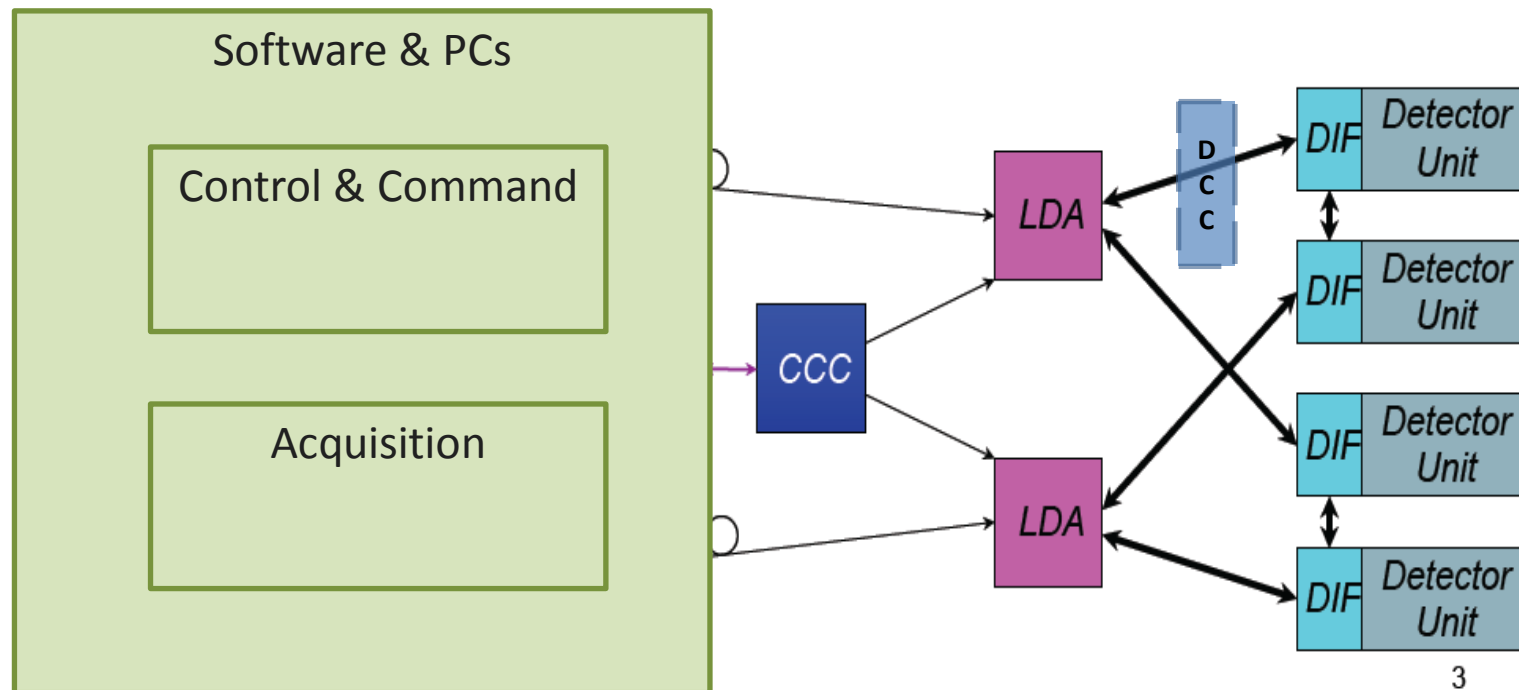 Software & PCs
Control & Command
Acquisition
CCC
LDA
LDA
D
C
C
DIF
Detector
Unit
DIF
Detector
Unit
DIF
Detector
Unit
DIF
Detector
Unit
3